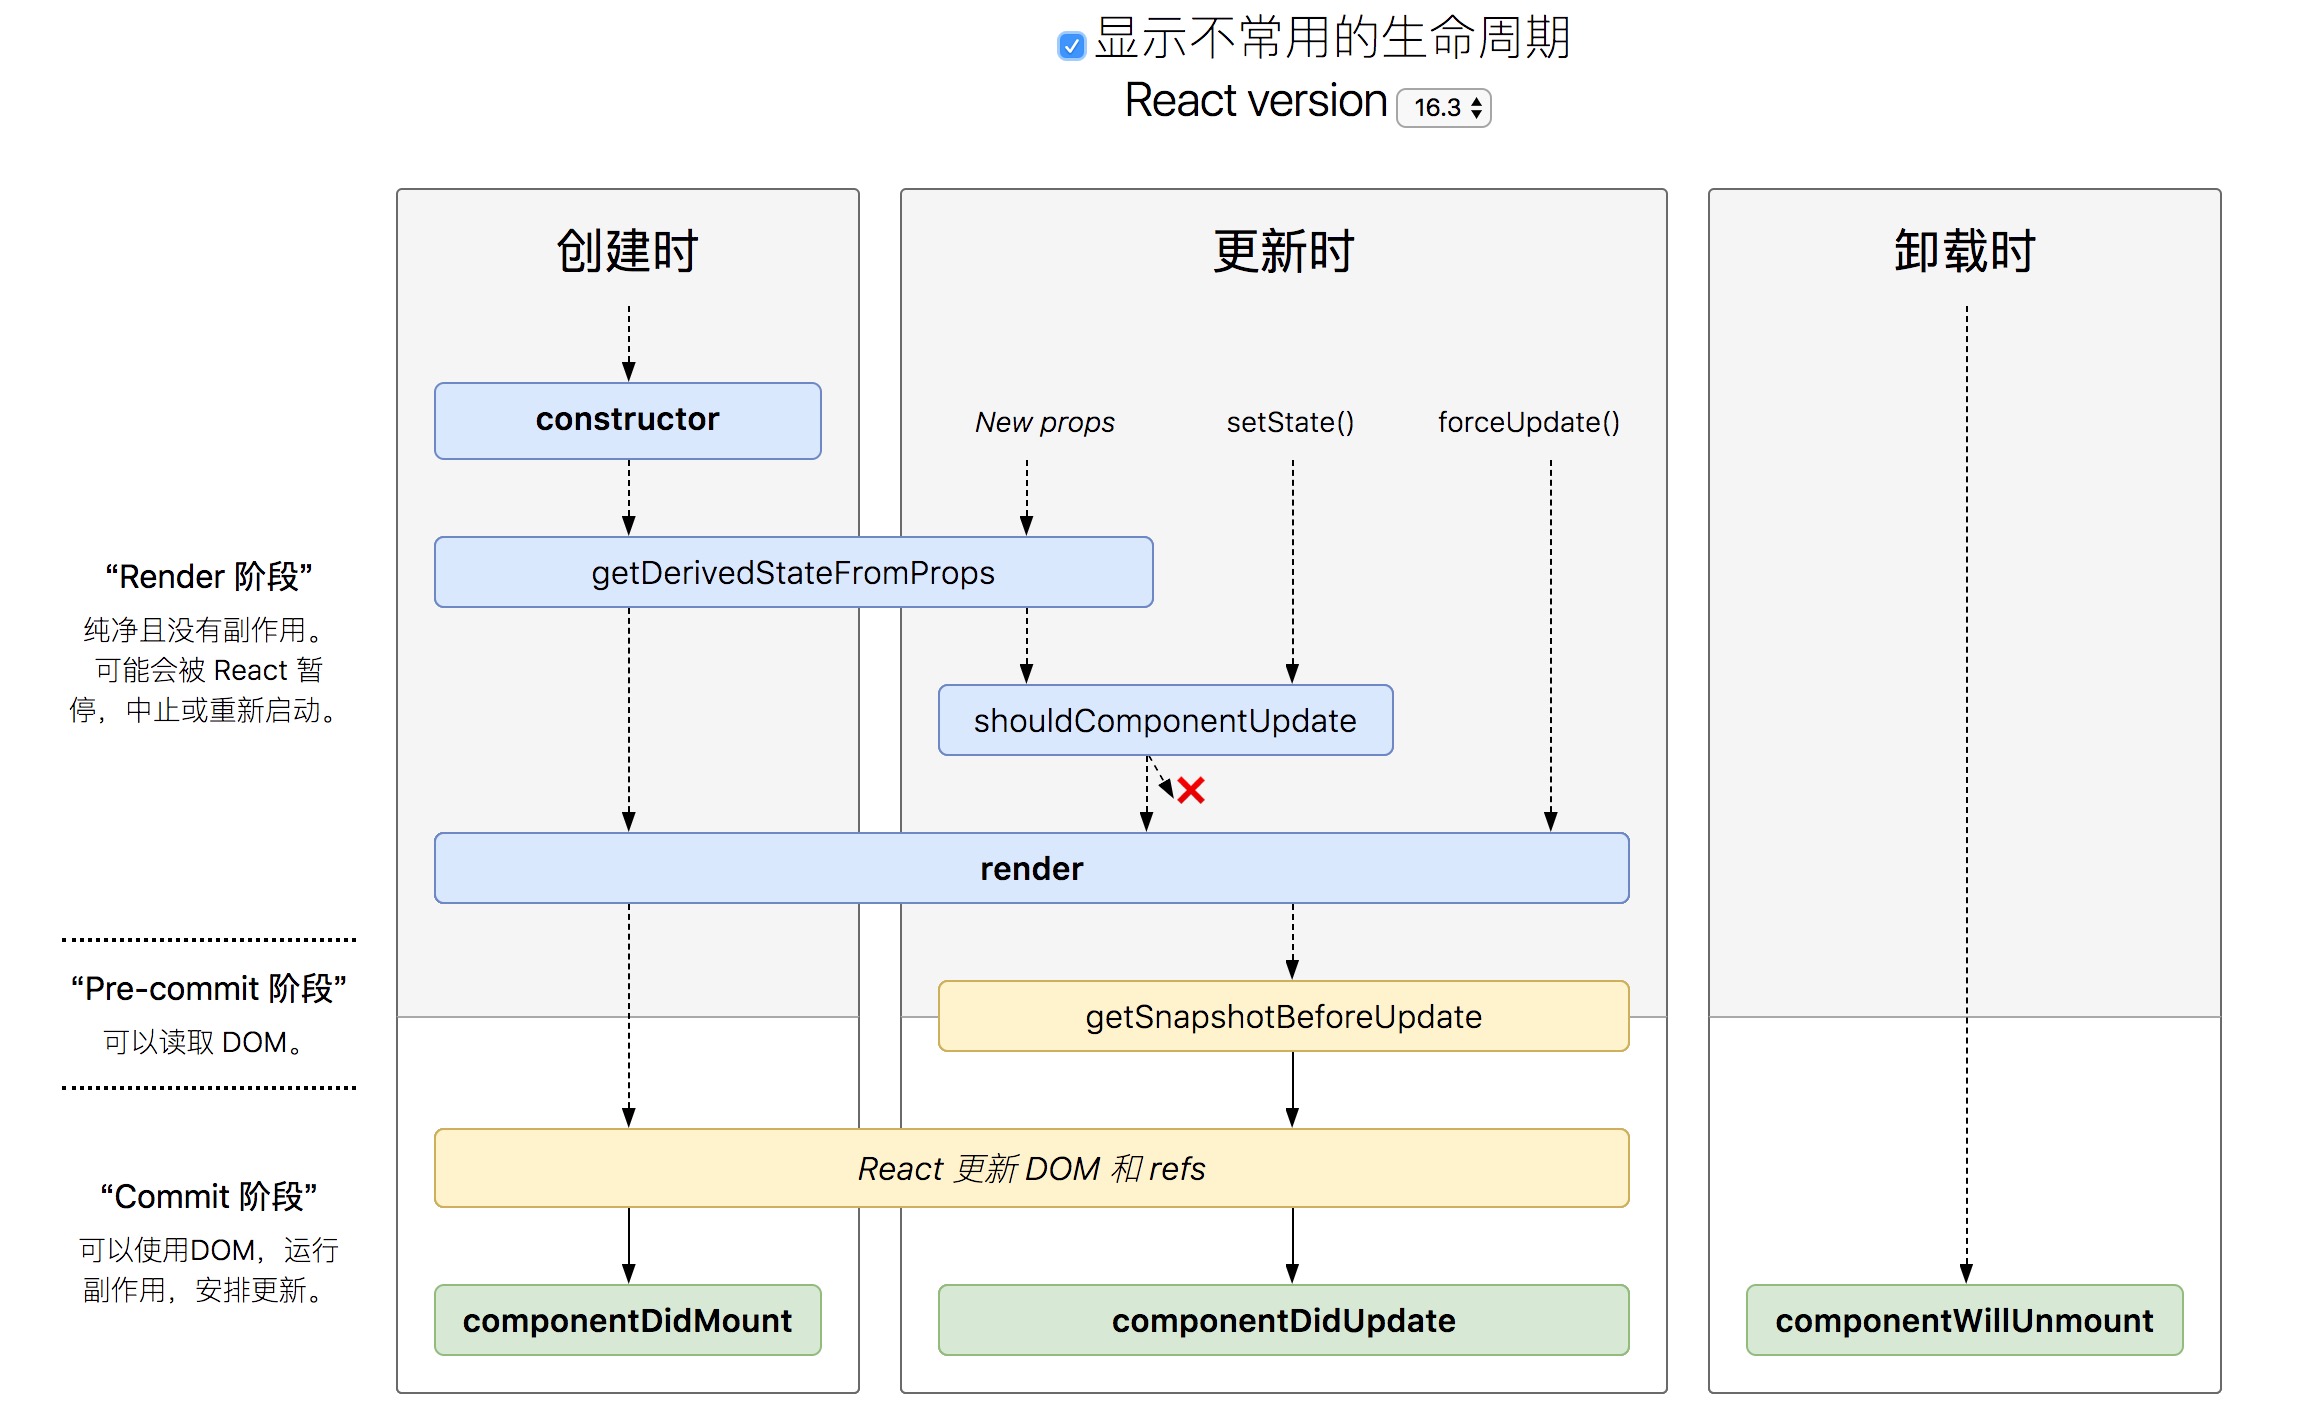 显示不常用的生命周期
React version 16.3
创建时
更新时
卸载时
constructor
New props
setState()
forceUpdate()
getDerivedStateFromProps
“Render 阶段”
纯净且没有副作用。
可能会被 React 暂
停，中止或重新启动。
shouldComponentUpdate
render
“Pre-commit 阶段”
可以读取 DOM。
getSnapshotBeforeUpdate
React 更新 DOM 和 refs
“Commit 阶段”
可以使用DOM，运行
副作用，安排更新。
componentDidMount
componentDidUpdate
componentWillUnmount